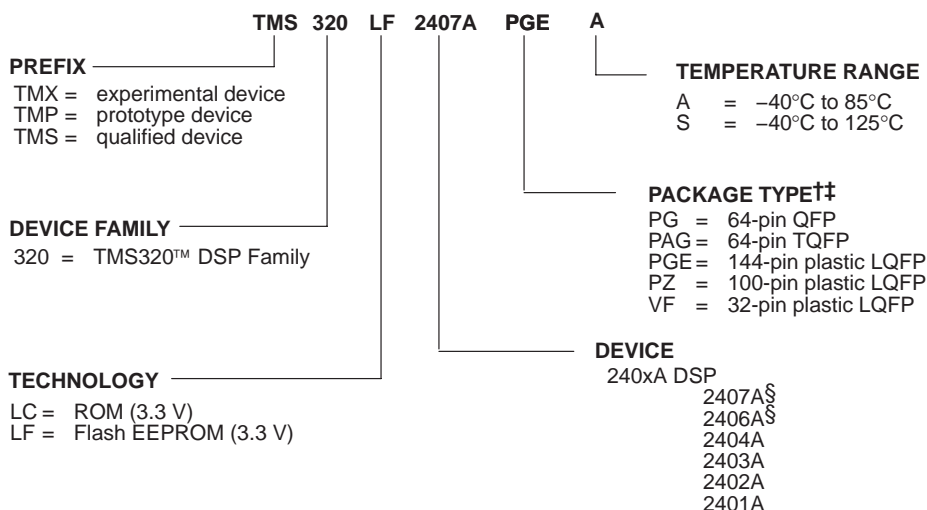 TMS 320 LF 2407A PGE A
PREFIX
TMX = experimental device
TMP = prototype device
TMS = qualified device
TEMPERATURE RANGE
A = −40°C to 85°C
S = −40°C to 125°C
PACKAGE TYPE†‡
PG = 64-pin QFP
PAG = 64-pin TQFP
PGE = 144-pin plastic LQFP
PZ = 100-pin plastic LQFP
VF = 32-pin plastic LQFP
DEVICE FAMILY
320 = TMS320™ DSP Family
DEVICE
240xA DSP
2407A§
2406A§
2404A
2403A
2402A
2401A
TECHNOLOGY
LC = ROM (3.3 V)
LF = Flash EEPROM (3.3 V)